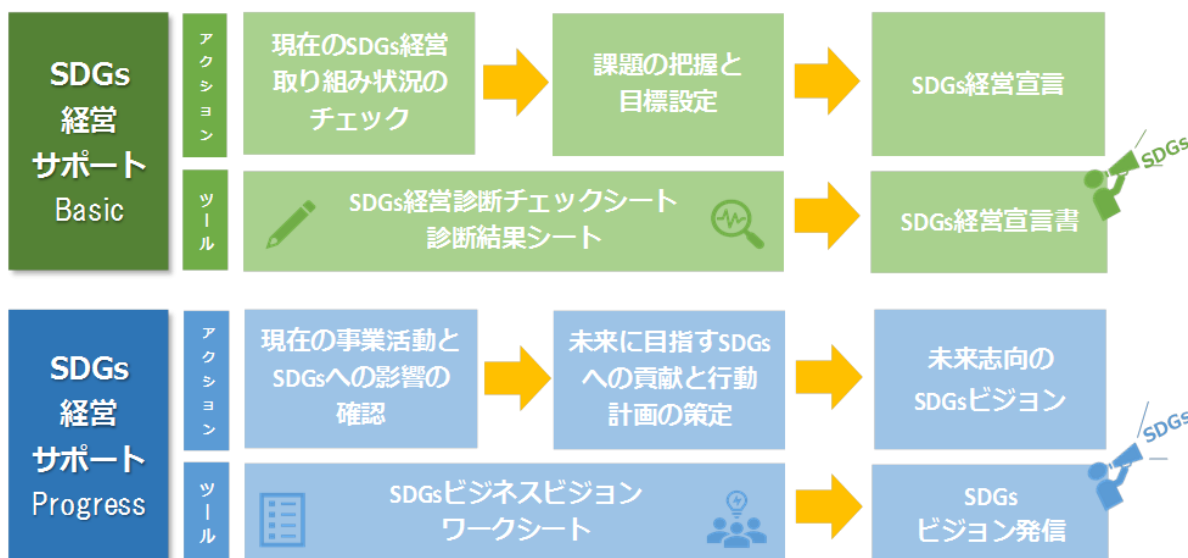 SDGs
経営
サポート
Basic
アクション
現在のSDGs経営
取り組み状況の
チェック
課題の把握と
目標設定
SDGs経営宣言
SDGs
ツール
SDGs経営診断チェックシート
診断結果シート
SDGs経営宣言書
SDGs
経営
サポート
Progress
アクション
現在の事業活動と
SDGsへの影響の
確認
未来に目指すSDGs
への貢献と行動
計画の策定
未来志向の
SDGsビジョン
SDGs
ツール
SDGsビジネスビジョン
ワークシート
SDGs
ビジョン発信